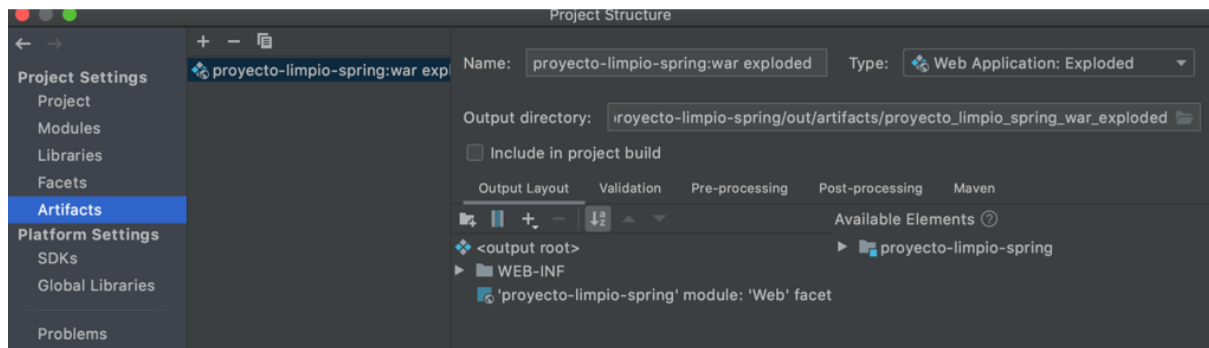 Project Structure
Project Settings
Project
Modules
Libraries
Facets
Artifacts
Platform Settings
SDKs
Global Libraries
Problems
proyecto-limpio-spring:war expl
Name: proyecto-limpio-spring:war exploded Type: Web Application: Exploded
Output directory: royecto-limpio-spring/out/artifacts/proyecto_limpio_spring_war_exploded
Include in project build
Output Layout Validation Pre-processing Post-processing Maven
Available Elements
<output root>
WEB-INF
'proyecto-limpio-spring' module: 'Web' facet
proyecto-limpio-spring